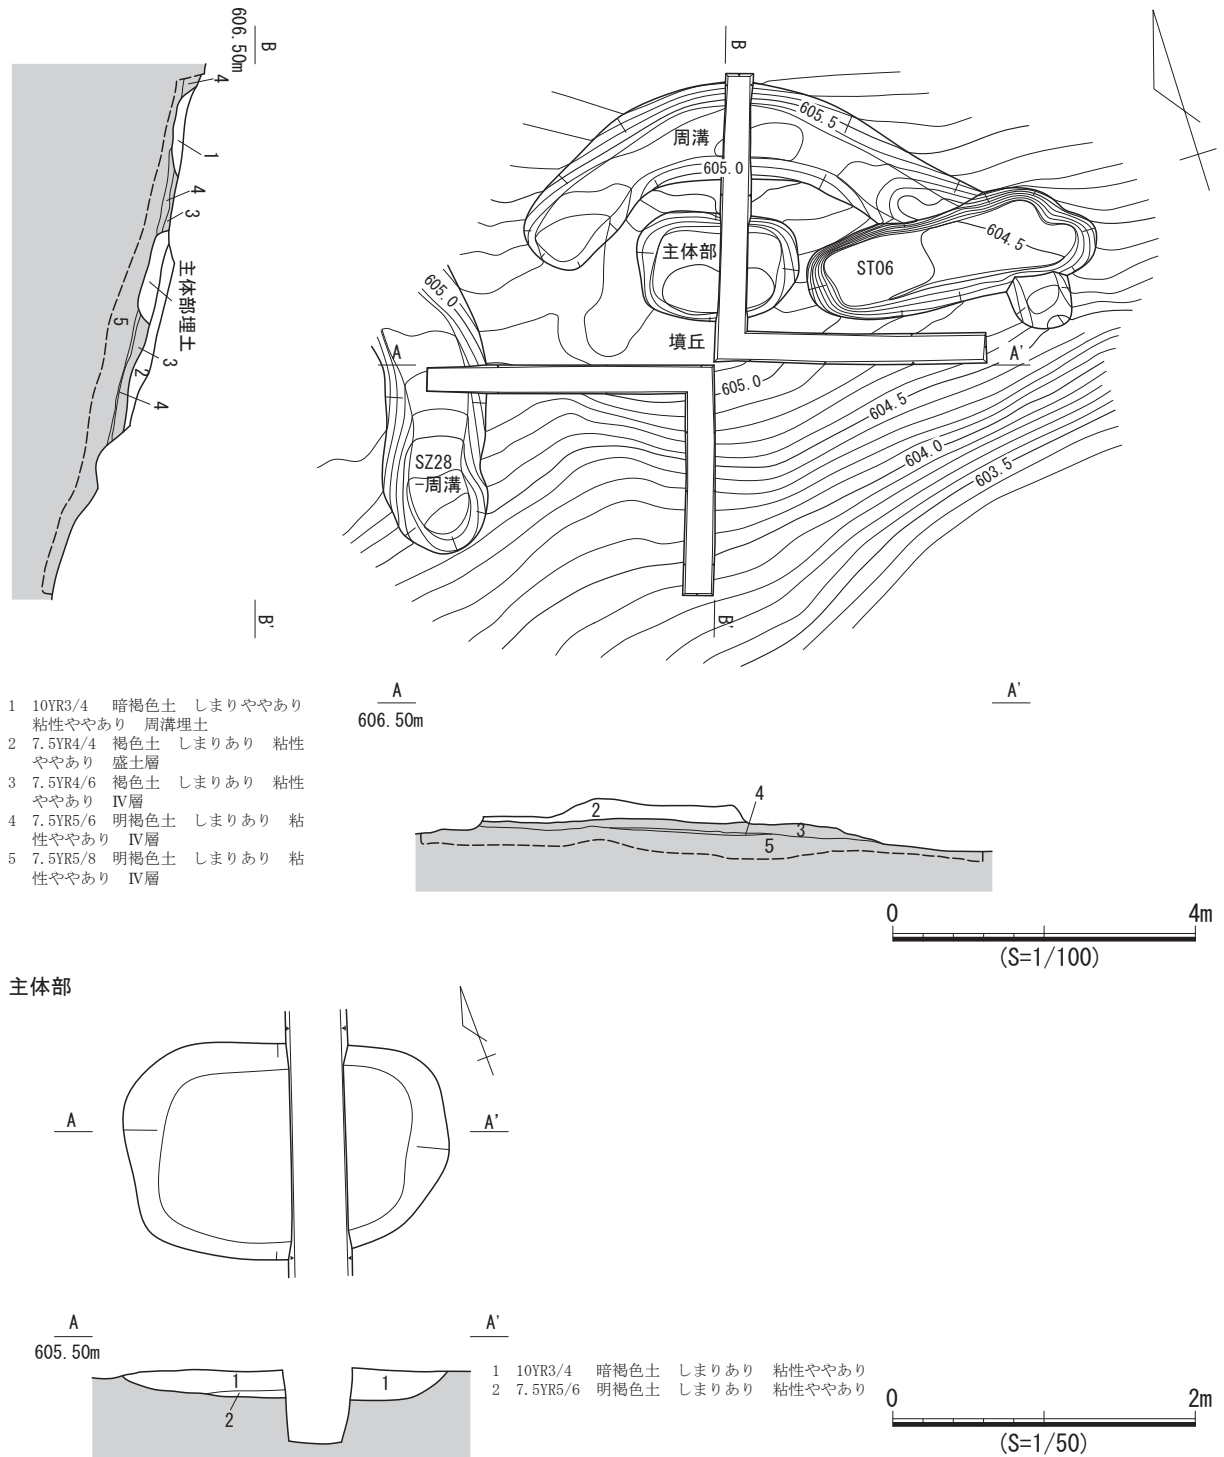 606.50m
B
4
1
4
3
主体部埋土
5
3
2
4
B'
B
605.5
周溝
605.0
主体部
604.5
ST06
605.0
墳丘
A
A'
605.0
604.5
SZ28
-周溝
604.0
603.5
B'
1 10YR3/4 暗褐色土 しまりややあり
粘性ややあり 周溝埋土
2 7.5YR4/4 褐色土 しまりあり 粘性
ややあり 盛土層
3 7.5YR4/6 褐色土 しまりあり 粘性
ややあり Ⅳ層
4 7.5YR5/6 明褐色土 しまりあり 粘
性ややあり Ⅳ層
5 7.5YR5/8 明褐色土 しまりあり 粘
性ややあり Ⅳ層
A
A'
606.50m
2
4
3
5
0
4m
(S=1/100)
主体部
A
A'
A
A'
605.50m
1
1
2
1 10YR3/4 暗褐色土 しまりあり 粘性ややあり
2 7.5YR5/6 明褐色土 しまりあり 粘性ややあり
0
2m
(S=1/50)